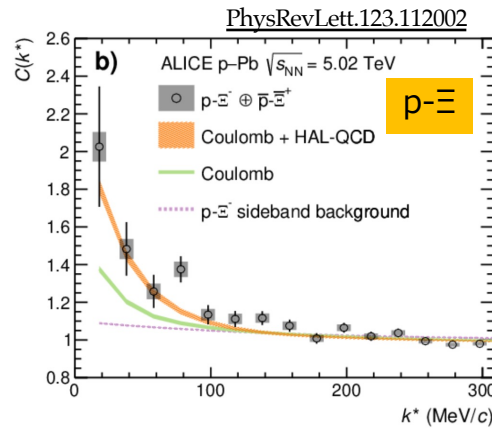 PhysRevLett.123.112002
C(k*)
2.6
2.4
2.2
2
1.8
1.6
1.4
1.2
1
0.8
b) ALICE p–Pb √sNN = 5.02 TeV
p-Ξ⁻ ⊕ p̅-Ξ̅⁺
Coulomb + HAL-QCD
Coulomb
p-Ξ⁻ sideband background
p-Ξ
0 100 200 300
k* (MeV/c)